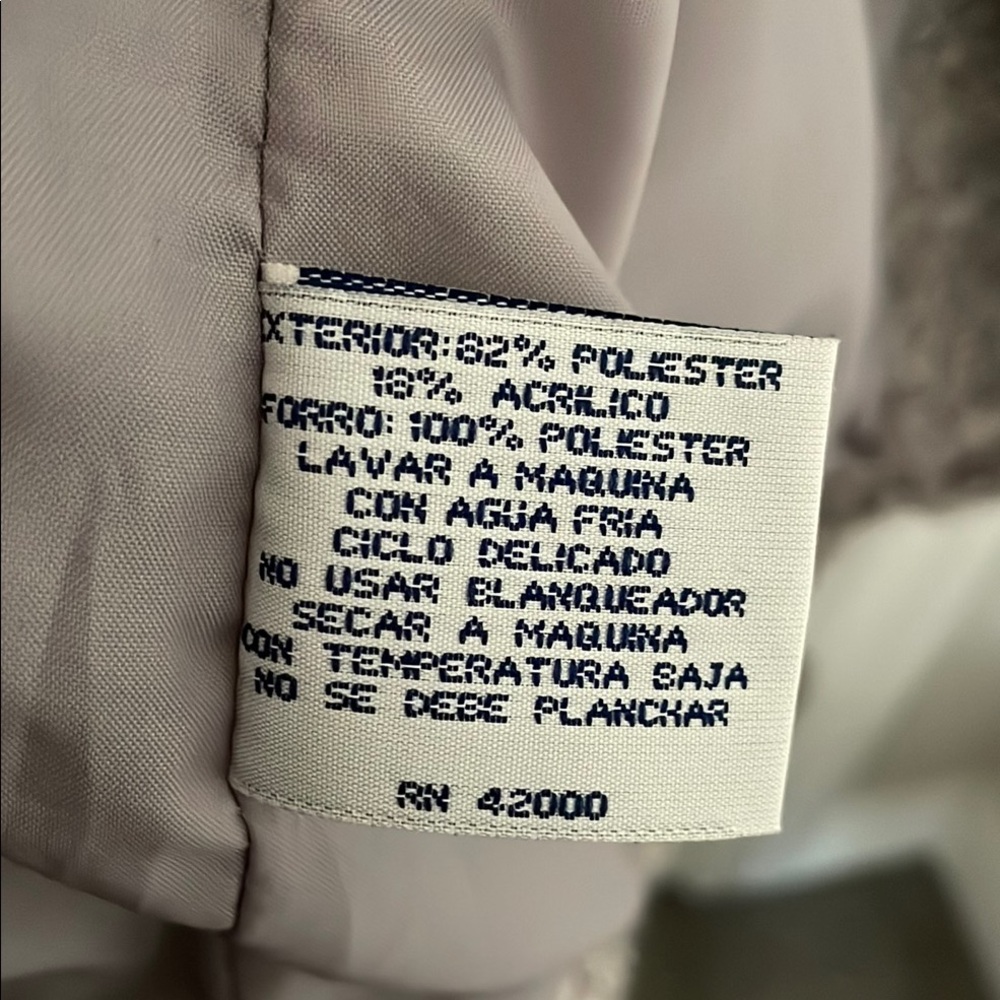 XTERIOR: 82% POLIESTER
18% ACRILICO
FORRO: 100% POLIESTER
LAVAR A MAQUINA
CON AGUA FRIA
CICLO DELICADO
NO USAR BLANQUEADOR
SECAR A MAQUINA
CON TEMPERATURA BAJA
NO SE DEBE PLANCHAR
RN 42000